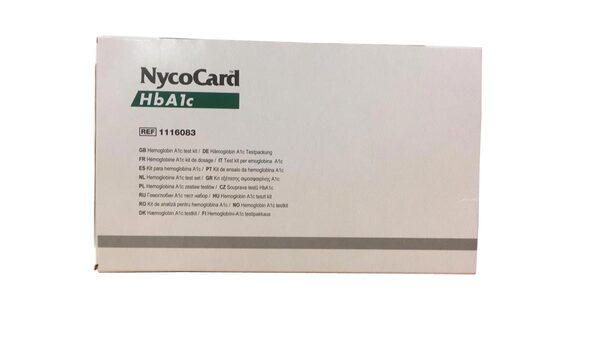 NycoCard
HbA1c
REF 1116083
GB Hemoglobin A1c test kit / DE Hämoglobin A1c Testpackung
FR Hémoglobine A1c kit de dosage / IT Test kit per emoglobina A1c
ES Kit para hemoglobina A1c / PT Kit de ensaio da hemoglobina A1c
NL Hemoglobine A1c test set / GR Κιτ εξέτασης αιμοσφαιρίνης A1c
PL Hemoglobina A1c zestaw testów / CZ Souprava testů HbA1c
RU Гемоглобин A1c тест набор / HU Hemoglobin A1c teszt kit
RO Kit de analiză pentru hemoglobina A1c / NO Hemoglobin A1c testkit
DK Hæmoglobin A1c testkit / FI Hemoglobiini-A1c testipakkaus